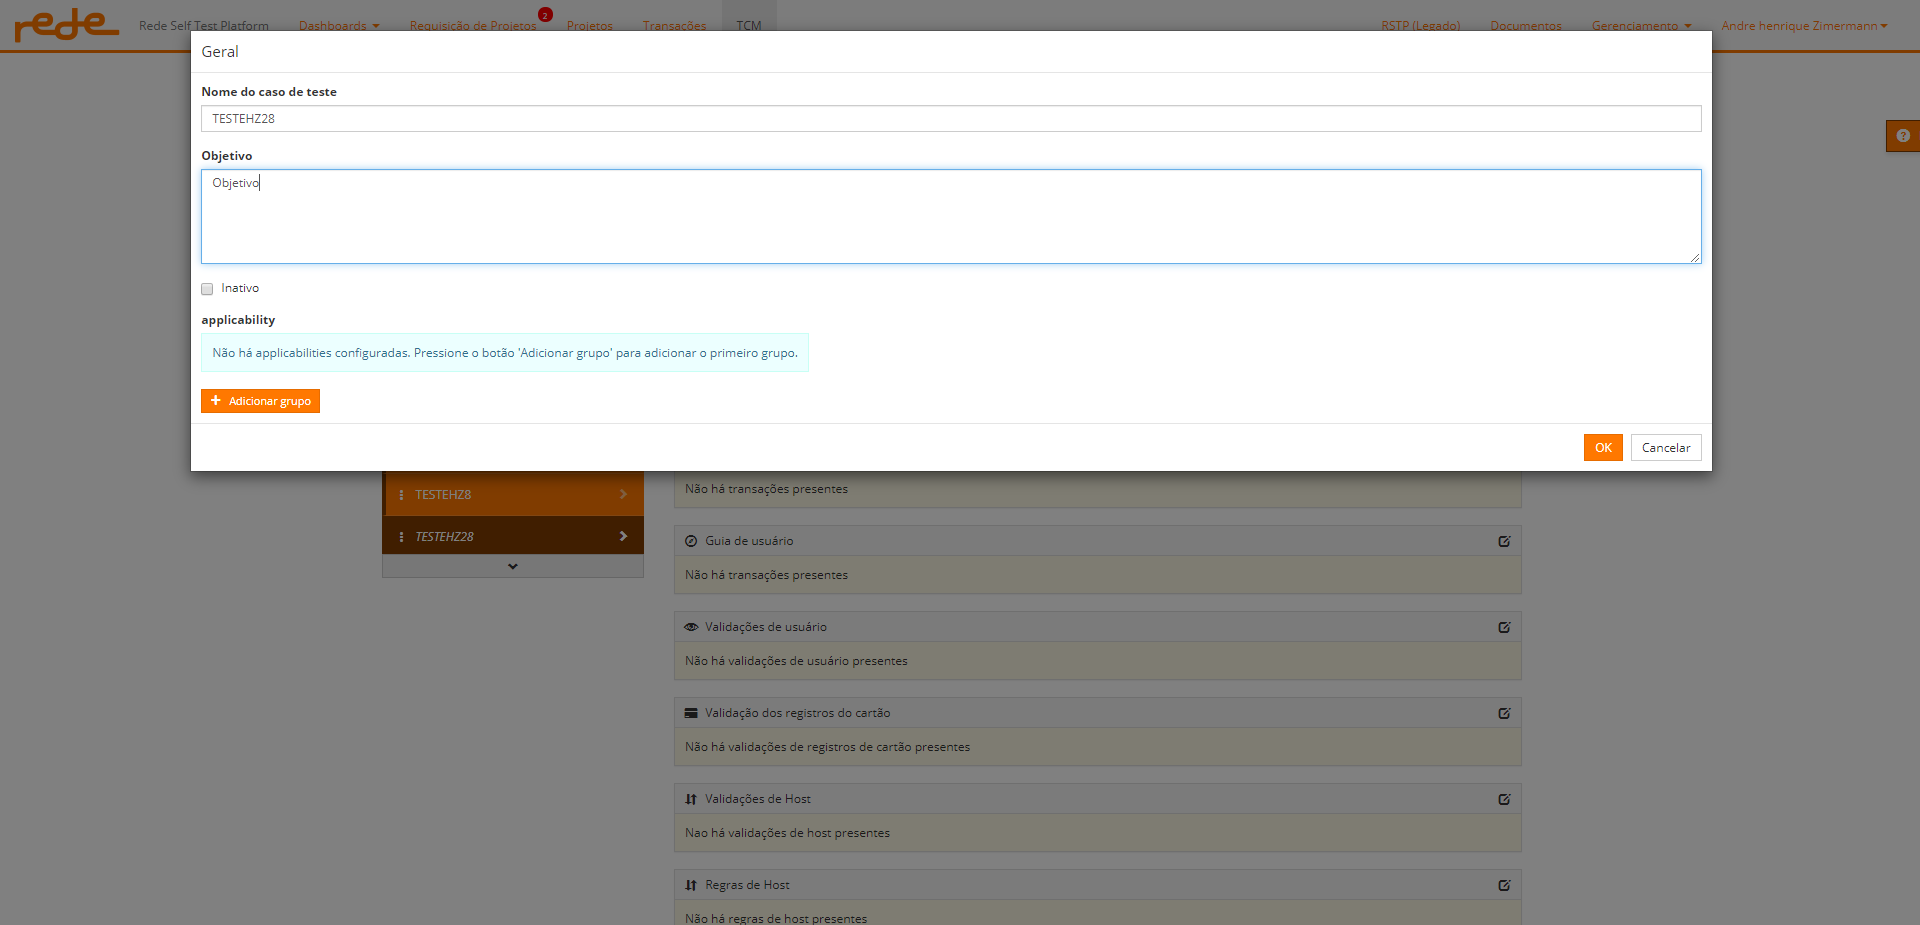 rede Rede Self Test Platform Dashboards Requisição de Projetos 2 Projetos Transações TCM RSTP (Legado) Documentos Gerenciamento Andre henrique Zimermann
Geral
Nome do caso de teste
TESTEHZ28
Objetivo
Objetivo
Inativo
applicability
Não há applicabilities configuradas. Pressione o botão 'Adicionar grupo' para adicionar o primeiro grupo.
Adicionar grupo
OK Cancelar
TESTEHZ8
TESTEHZ28
Não há transações presentes
Guia de usuário
Não há transações presentes
Validações de usuário
Não há validações de usuário presentes
Validação dos registros do cartão
Não há validações de registros de cartão presentes
Validações de Host
Nao há validações de host presentes
Regras de Host
Não há regras de host presentes